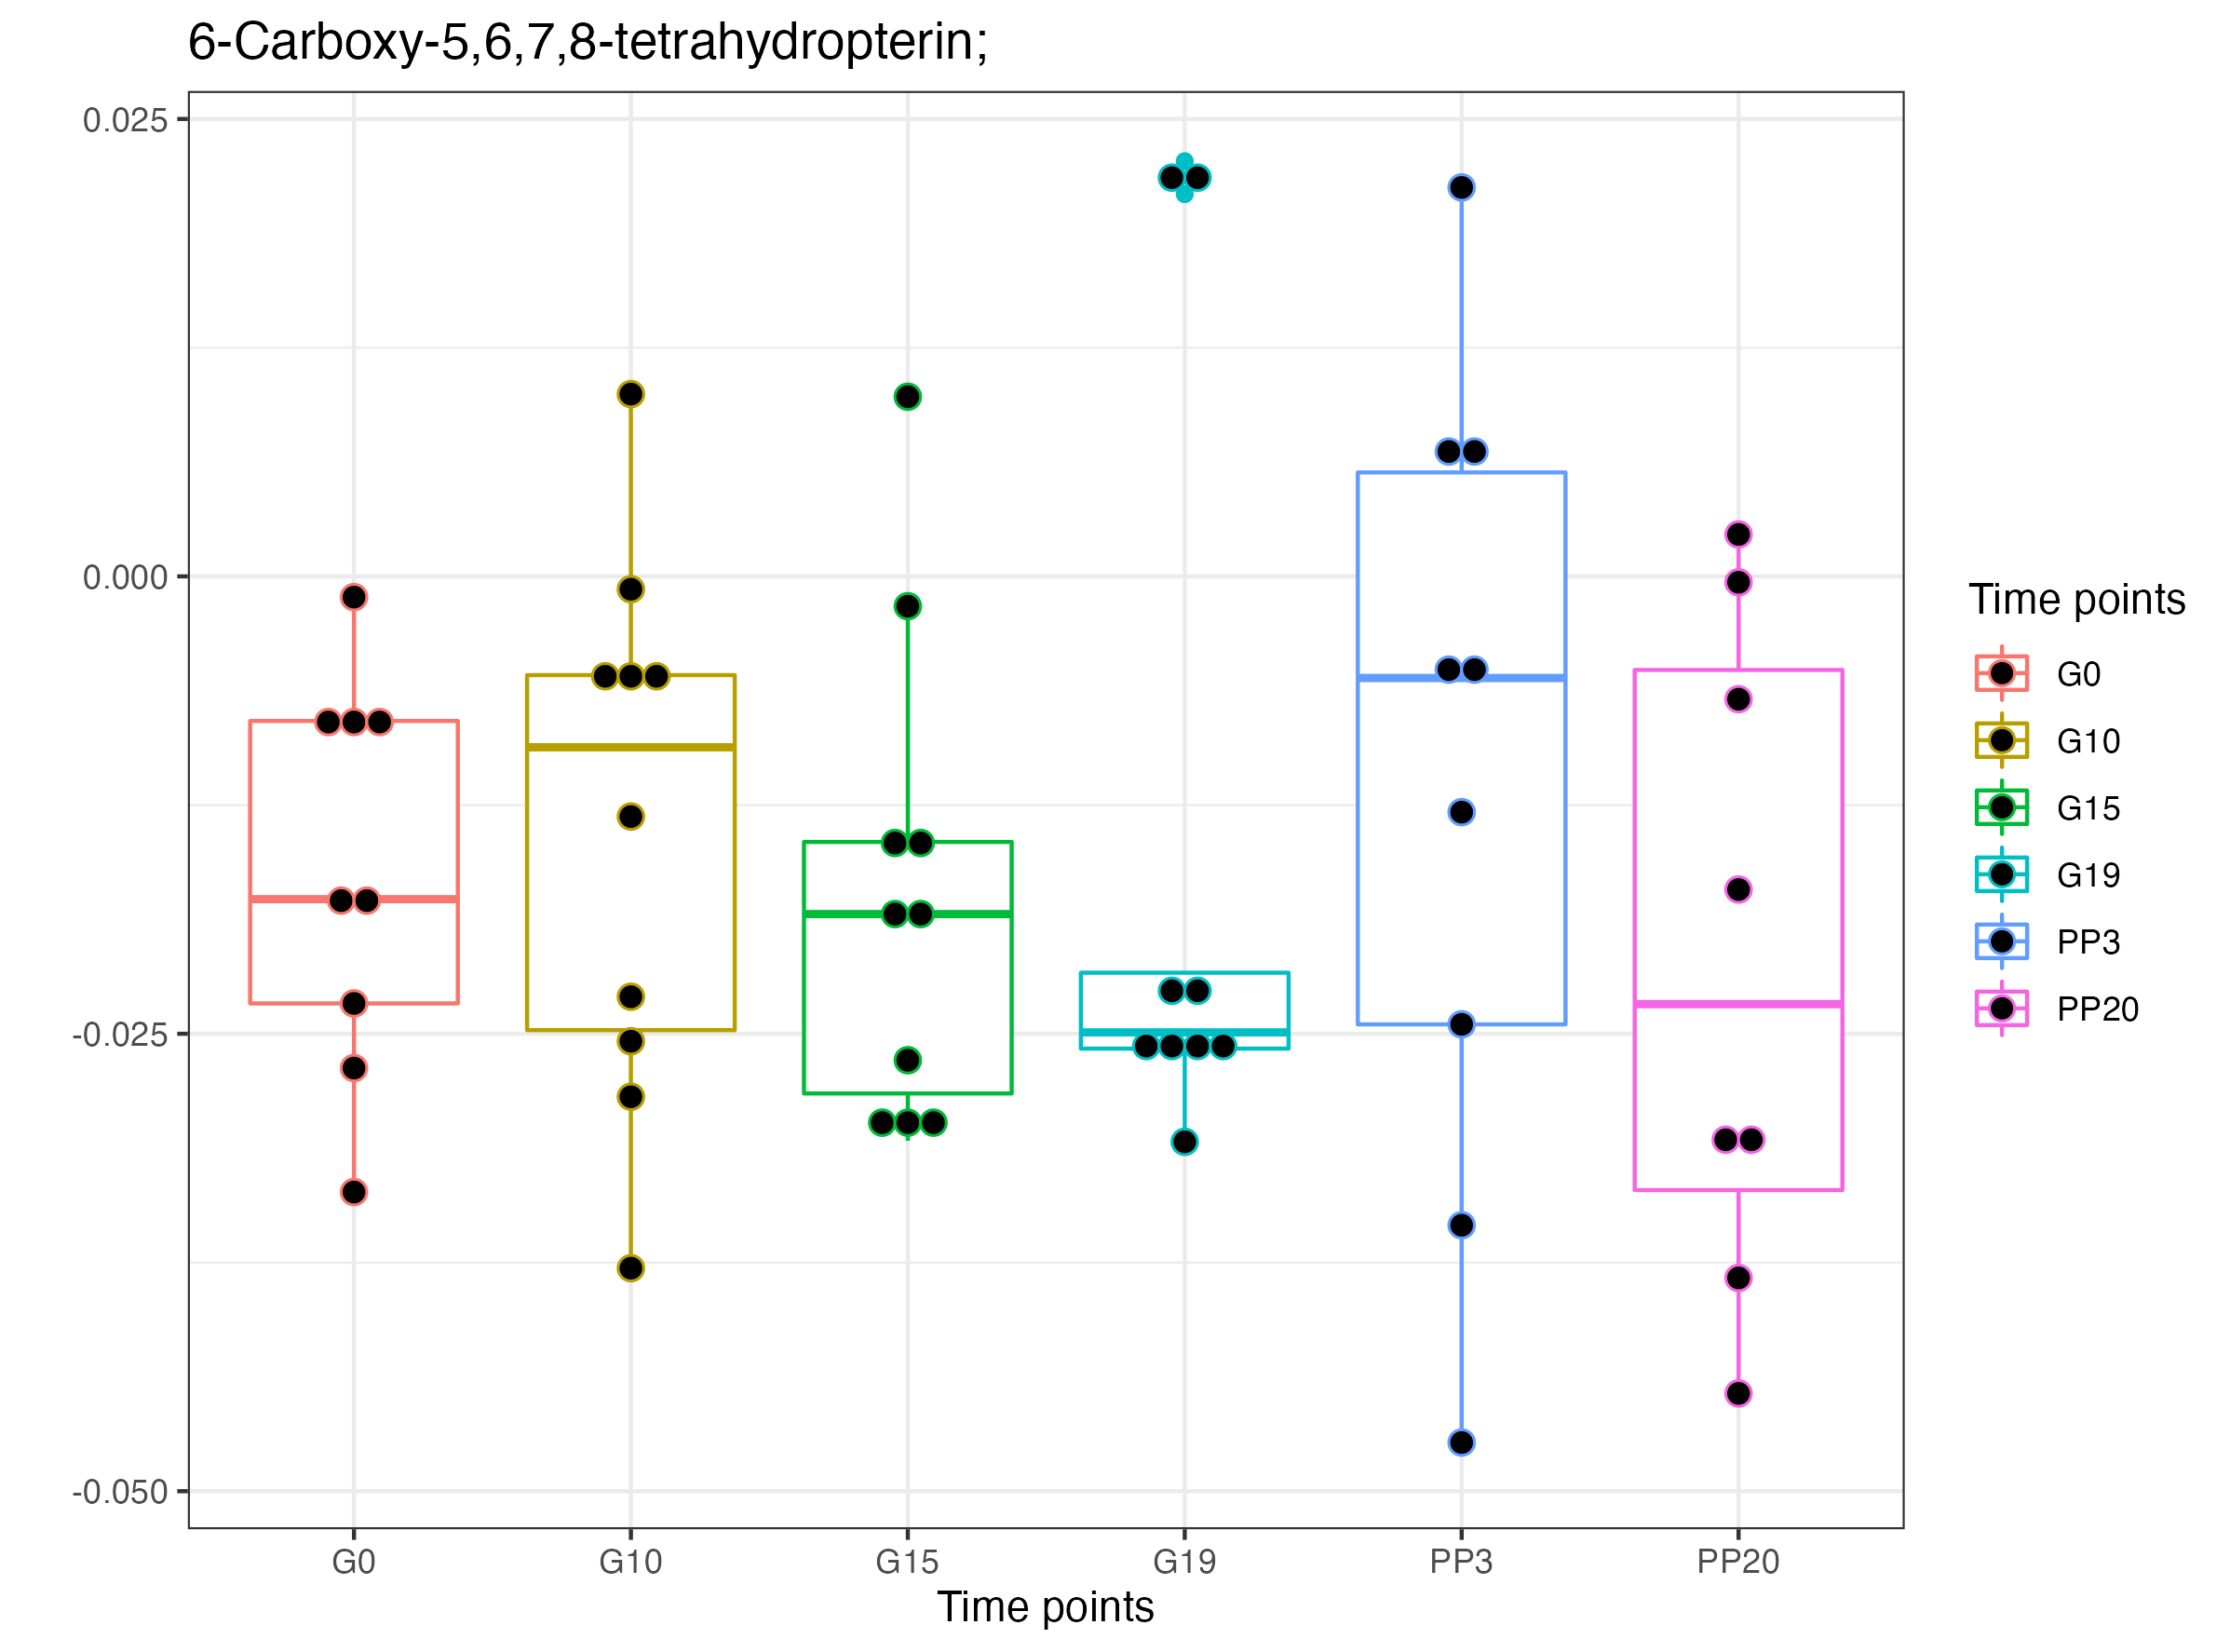 6-Carboxy-5,6,7,8-tetrahydropterin;
0.025
0.000
-0.025
-0.050
G0 G10 G15 G19 PP3 PP20
Time points
Time points
G0
G10
G15
G19
PP3
PP20